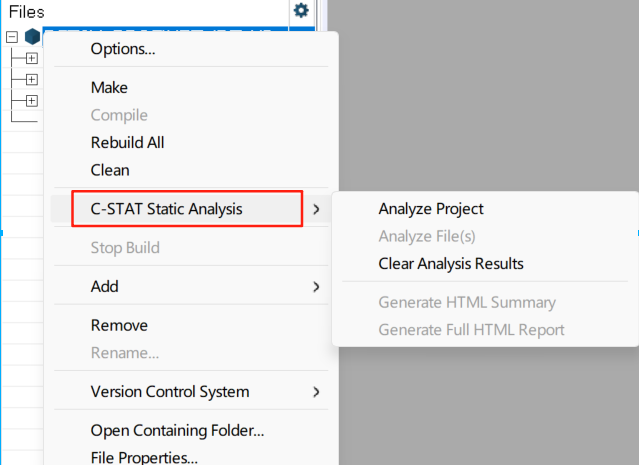 Files
Options...
Make
Compile
Rebuild All
Clean
C-STAT Static Analysis
Analyze Project
Analyze File(s)
Clear Analysis Results
Generate HTML Summary
Generate Full HTML Report
Stop Build
Add
Remove
Rename...
Version Control System
Open Containing Folder...
File Properties...